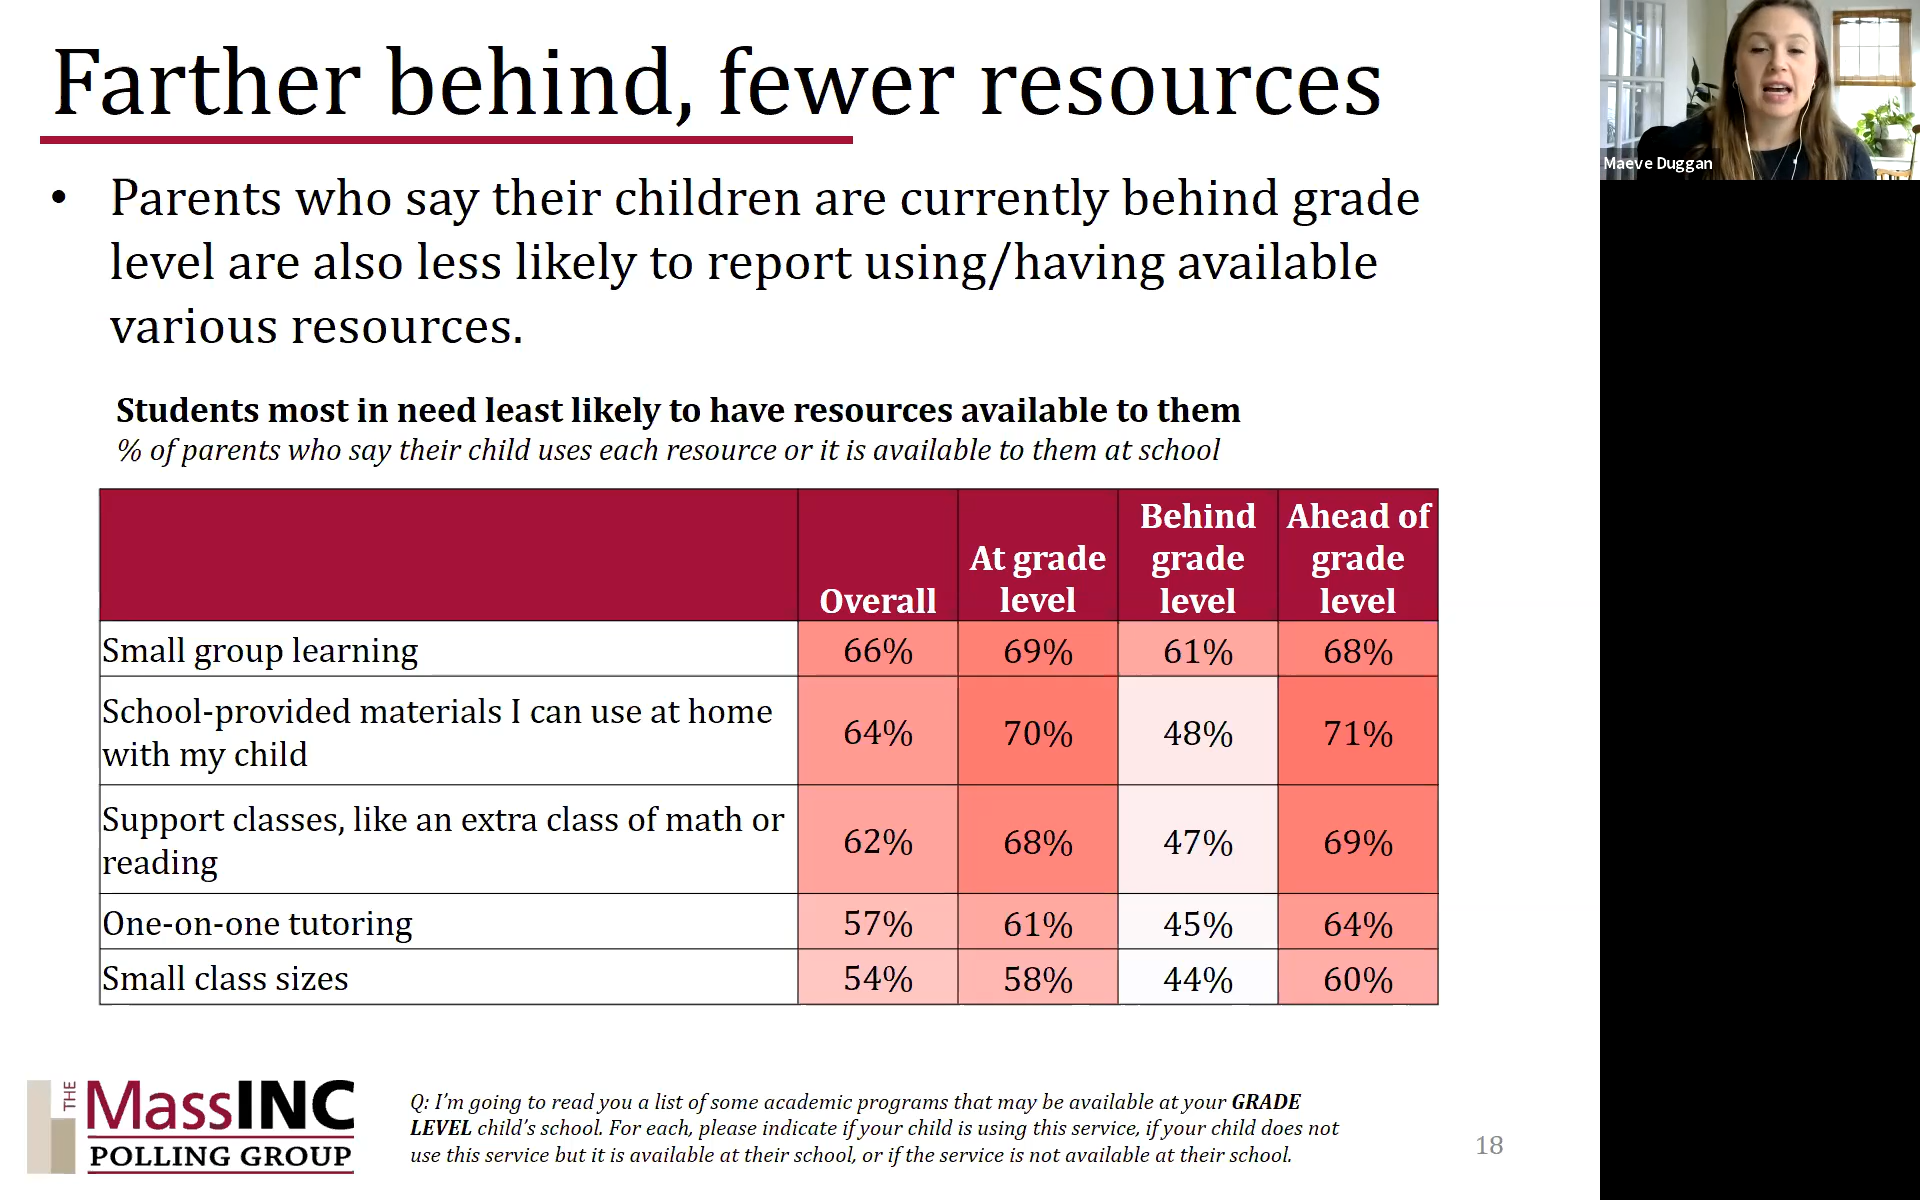 Farther behind, fewer resources
• Parents who say their children are currently behind grade
level are also less likely to report using/having available
various resources.
Students most in need least likely to have resources available to them
% of parents who say their child uses each resource or it is available to them at school
Overall At grade level Behind grade level Ahead of grade level
Small group learning 66% 69% 61% 68%
School-provided materials I can use at home
with my child 64% 70% 48% 71%
Support classes, like an extra class of math or
reading 62% 68% 47% 69%
One-on-one tutoring 57% 61% 45% 64%
Small class sizes 54% 58% 44% 60%
THE MassINC
POLLING GROUP
Q: I'm going to read you a list of some academic programs that may be available at your GRADE
LEVEL child's school. For each, please indicate if your child is using this service, if your child does not
use this service but it is available at their school, or if the service is not available at their school.
18
Maeve Duggan